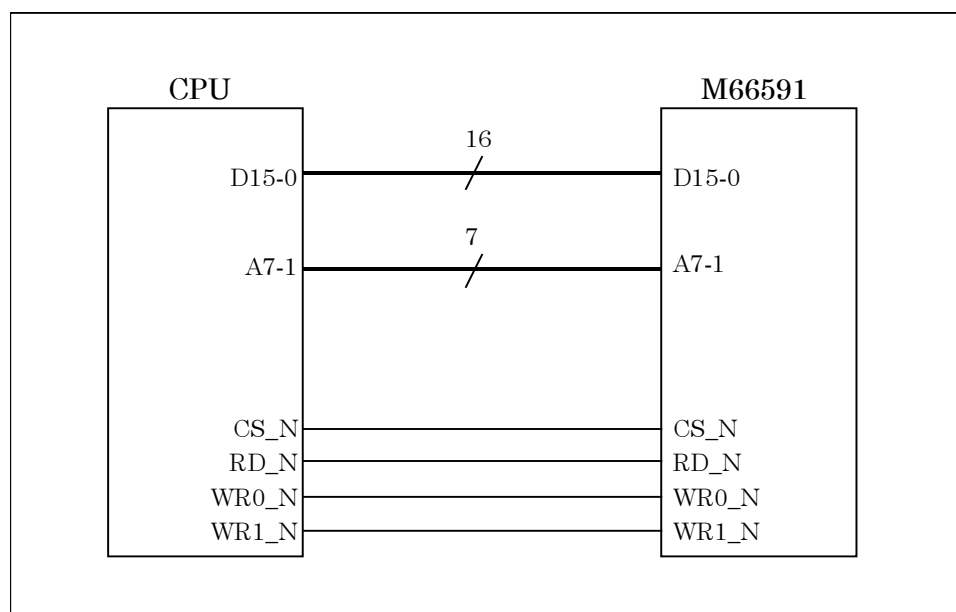 CPU M66591
16
D15-0 D15-0
7
A7-1 A7-1
CS_N CS_N
RD_N RD_N
WR0_N WR0_N
WR1_N WR1_N